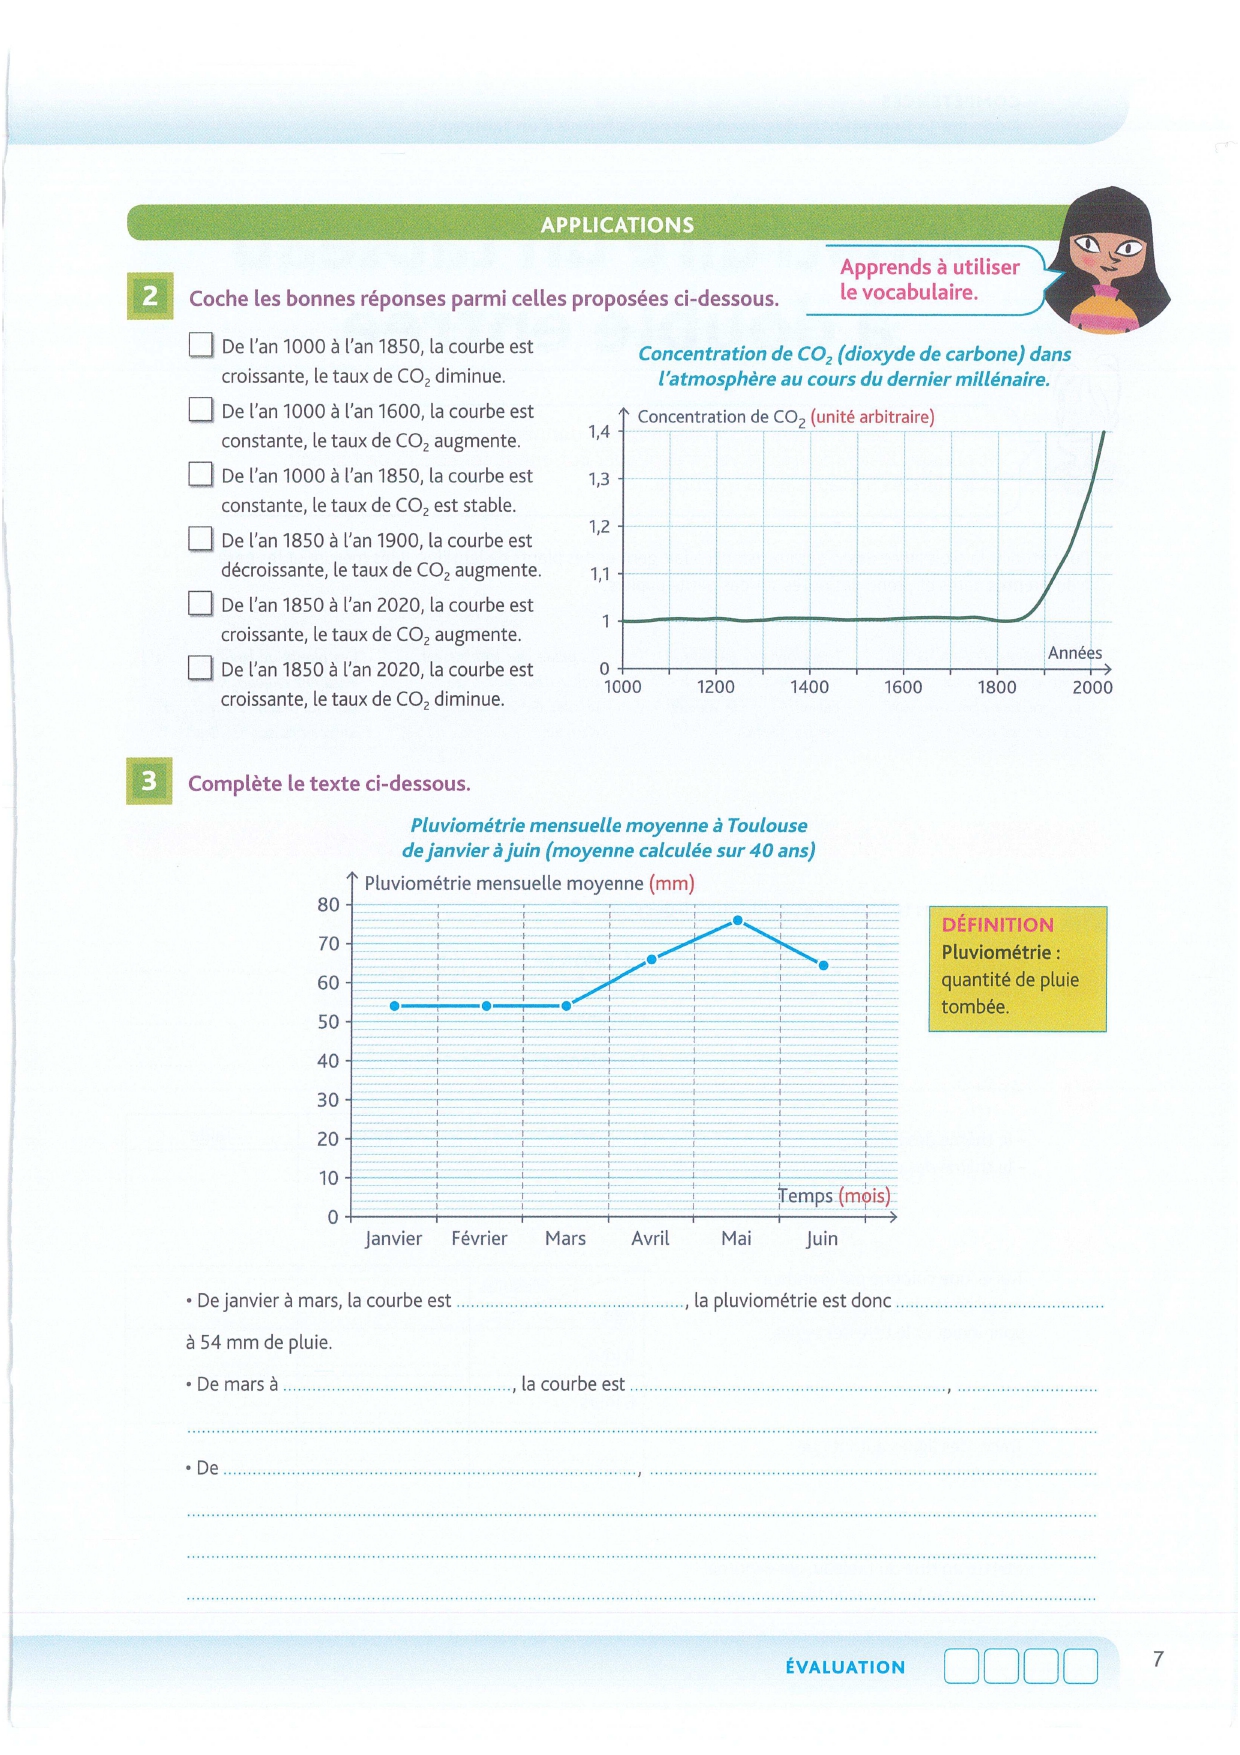 APPLICATIONS
Apprends à utiliser
le vocabulaire.
2 Coche les bonnes réponses parmi celles proposées ci-dessous.
De l'an 1000 à l'an 1850, la courbe est
croissante, le taux de CO₂ diminue.
De l'an 1000 à l'an 1600, la courbe est
constante, le taux de CO₂ augmente.
De l'an 1000 à l'an 1850, la courbe est
constante, le taux de CO₂ est stable.
De l'an 1850 à l'an 1900, la courbe est
décroissante, le taux de CO₂ augmente.
De l'an 1850 à l'an 2020, la courbe est
croissante, le taux de CO₂ augmente.
De l'an 1850 à l'an 2020, la courbe est
croissante, le taux de CO₂ diminue.
Concentration de CO₂ (dioxyde de carbone) dans
l'atmosphère au cours du dernier millénaire.
Concentration de CO₂ (unité arbitraire)
1,4
1,3
1,2
1,1
1
0
Années
1000 1200 1400 1600 1800 2000
3 Complète le texte ci-dessous.
Pluviométrie mensuelle moyenne à Toulouse
de janvier à juin (moyenne calculée sur 40 ans)
Pluviométrie mensuelle moyenne (mm)
80
70
60
50
40
30
20
10
0
Temps (mois)
Janvier Février Mars Avril Mai Juin
DÉFINITION
Pluviométrie :
quantité de pluie
tombée.
• De janvier à mars, la courbe est ...................., la pluviométrie est donc ....................
à 54 mm de pluie.
• De mars à ...................., la courbe est ...................., ....................
• De ...................., ....................
ÉVALUATION
7